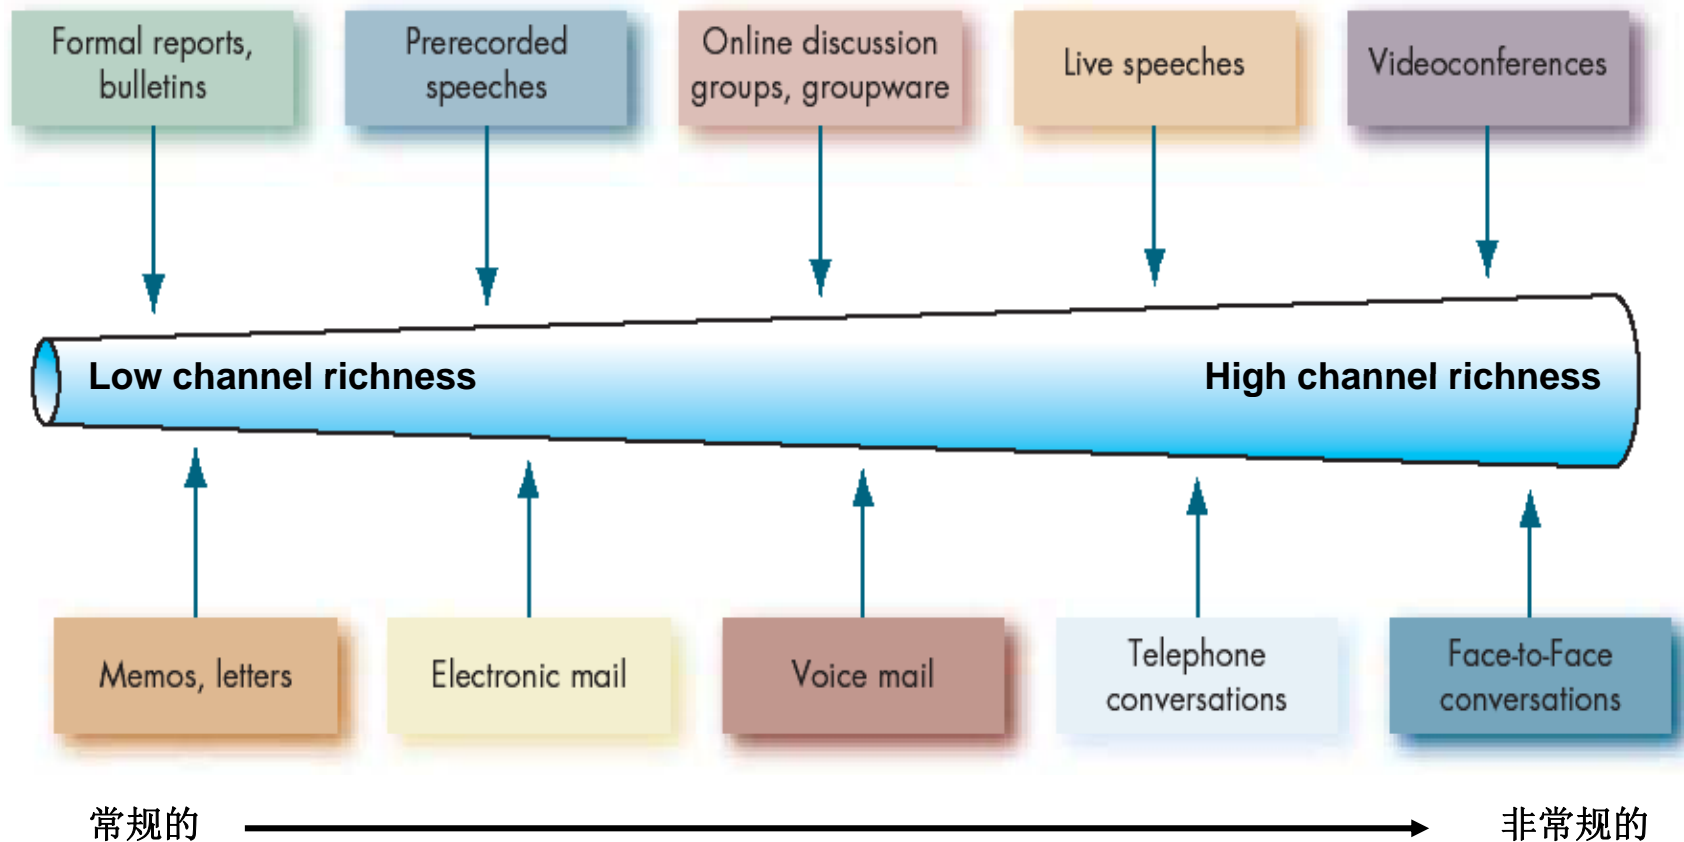 Formal reports,
bulletins
Prerecorded
speeches
Online discussion
groups, groupware
Live speeches
Videoconferences
Low channel richness
High channel richness
Memos, letters
Electronic mail
Voice mail
Telephone
conversations
Face-to-Face
conversations
常规的
非常规的